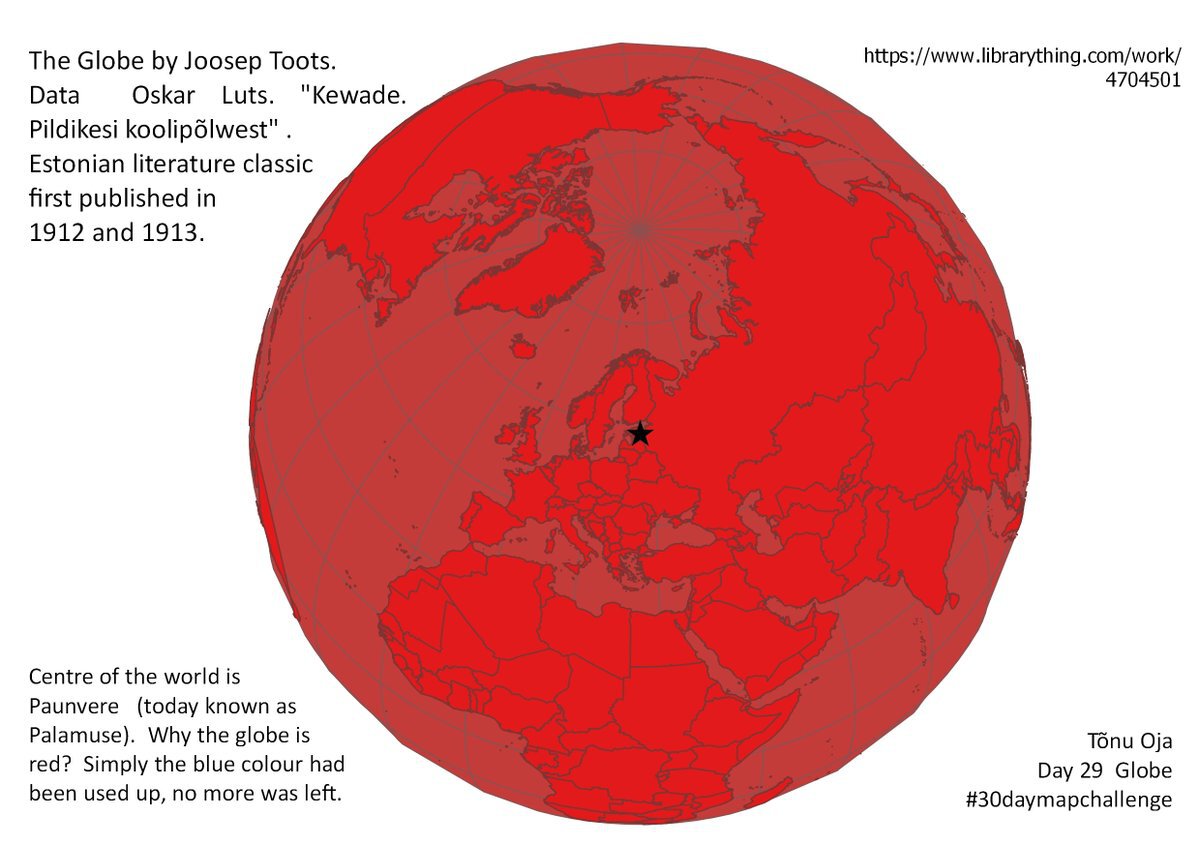 The Globe by Joosep Toots.
Data Oskar Luts. "Kewade.
Pildikesi koolipõlwest" .
Estonian literature classic
first published in
1912 and 1913.
https://www.librarything.com/work/
4704501
Centre of the world is
Paunvere (today known as
Palamuse). Why the globe is
red? Simply the blue colour had
been used up, no more was left.
Tõnu Oja
Day 29 Globe
#30daymapchallenge